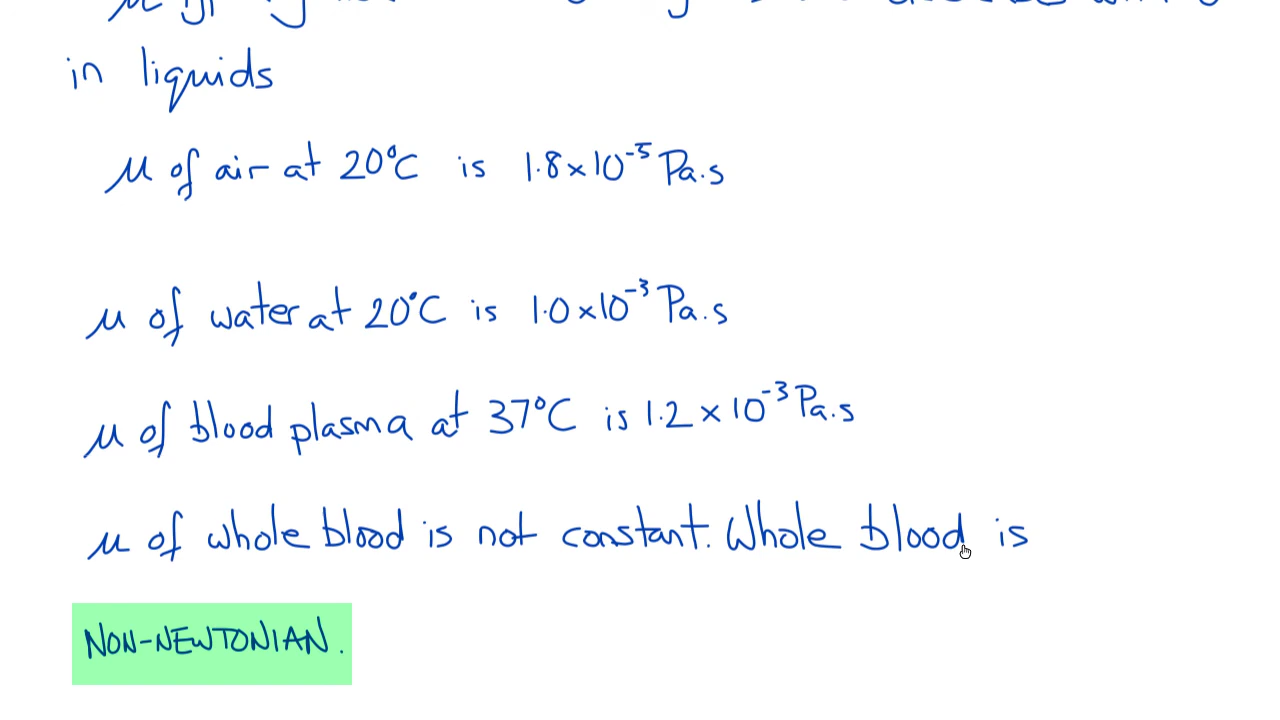 in liquids
μ of air at 20°C is 1.8×10⁻⁵ Pa.s
μ of water at 20°C is 1.0×10⁻³ Pa.s
μ of blood plasma at 37°C is 1.2×10⁻³ Pa.s
μ of whole blood is not constant. Whole blood is
NON-NEWTONIAN.